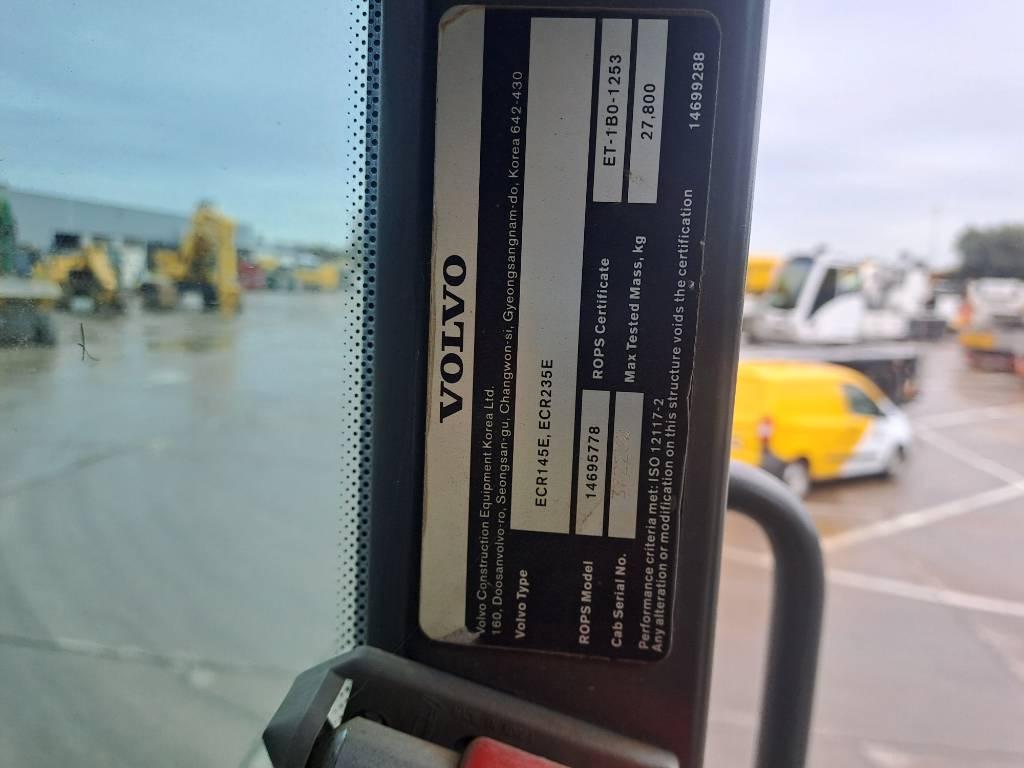 VOLVO
Volvo Construction Equipment Korea Ltd.
160, Doosanvolvo-ro, Seongsan-gu, Changwon-si, Gyeongsangnam-do, Korea 642-430
Volvo Type ECR145E, ECR235E
ROPS Model 14695778 ROPS Certificate ET-1B0-1253
Cab Serial No. Max Tested Mass, kg 27,800
Performance criteria met: ISO 12117-2
Any alteration or modification on this structure voids the certification
14699288